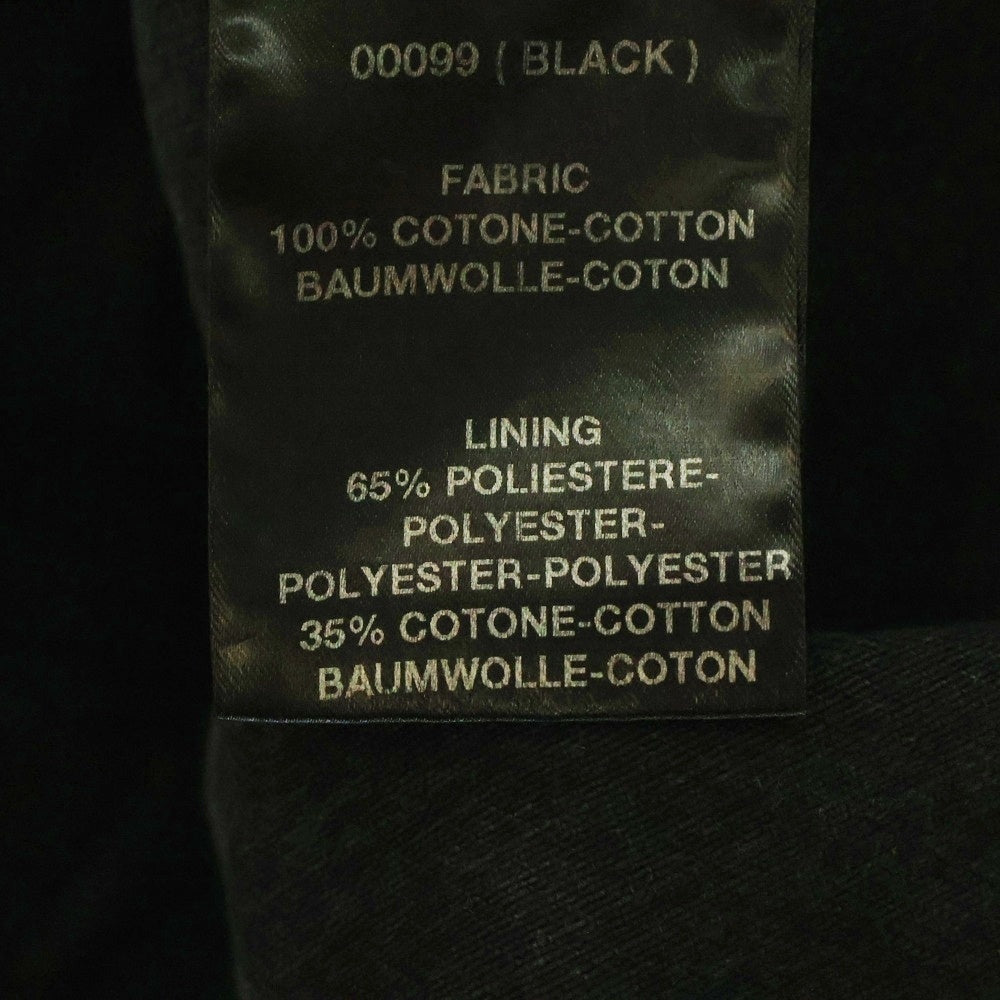 00099 ( BLACK )
FABRIC
100% COTONE-COTTON
BAUMWOLLE-COTON
LINING
65% POLIESTERE-
POLYESTER-
POLYESTER-POLYESTER
35% COTONE-COTTON
BAUMWOLLE-COTON